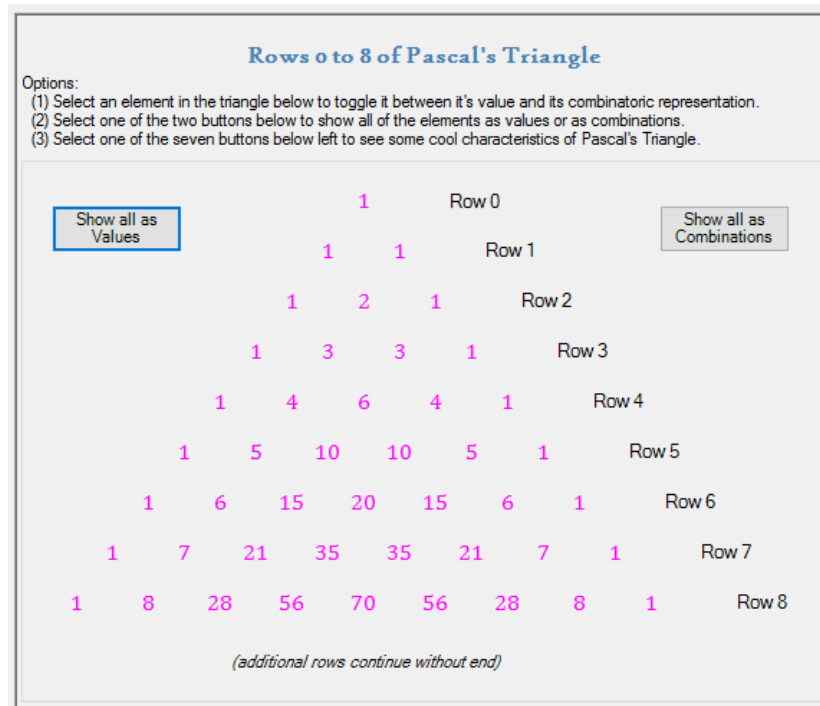 Rows 0 to 8 of Pascal's Triangle
Options:
(1) Select an element in the triangle below to toggle it between it's value and its combinatoric representation.
(2) Select one of the two buttons below to show all of the elements as values or as combinations.
(3) Select one of the seven buttons below left to see some cool characteristics of Pascal's Triangle.
Show all as
Values
Show all as
Combinations
1 Row 0
1 1 Row 1
1 2 1 Row 2
1 3 3 1 Row 3
1 4 6 4 1 Row 4
1 5 10 10 5 1 Row 5
1 6 15 20 15 6 1 Row 6
1 7 21 35 35 21 7 1 Row 7
1 8 28 56 70 56 28 8 1 Row 8
(additional rows continue without end)